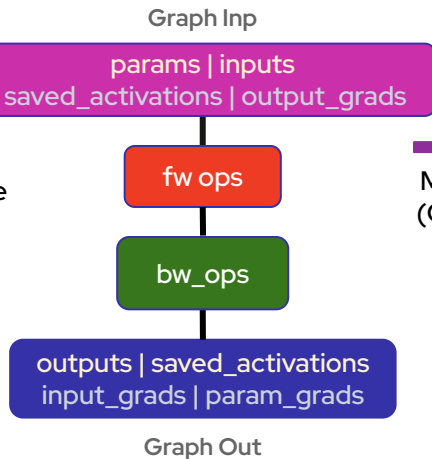 Graph Inp
params | inputs
saved_activations | output_grads
fw ops
e
M
(C
bw_ops
outputs | saved_activations
input_grads | param_grads
Graph Out